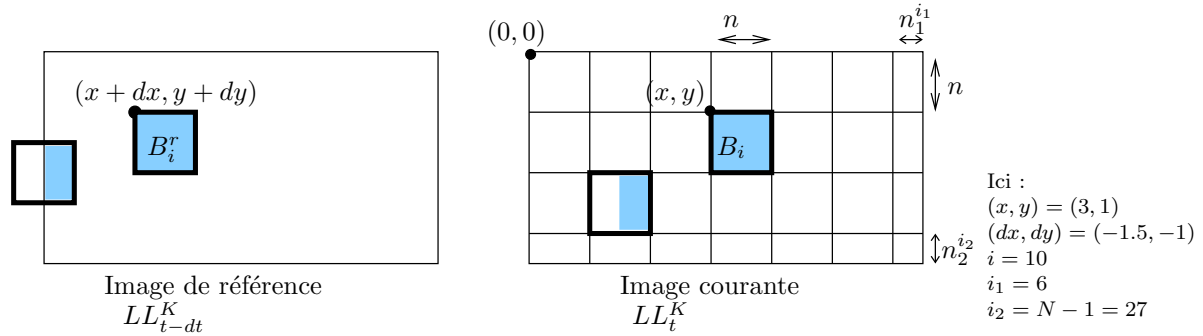 (0, 0)
n
n_1^{i_1}
n
(x + dx, y + dy)
B_i^r
(x, y)
B_i
n_2^{i_2}
Ici :
(x, y) = (3, 1)
(dx, dy) = (−1.5, −1)
i = 10
i_1 = 6
i_2 = N − 1 = 27
Image de référence
LL_{t−dt}^K
Image courante
LL_t^K